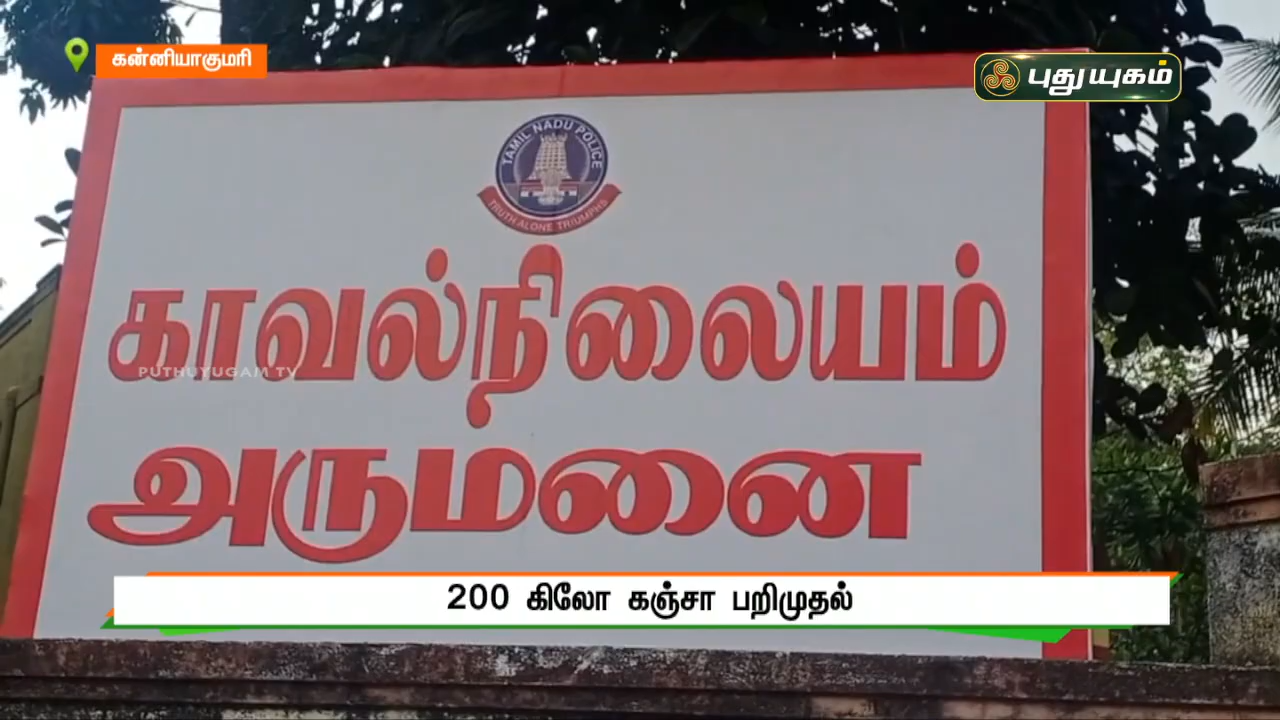 கன்னியாகுமரி
புதுயுகம்
TAMIL NADU POLICE
TRUTH ALONE TRIUMPHS
காவல்நிலையம்
PUTHUYUGAM TV
அருமனை
200 கிலோ கஞ்சா பறிமுதல்